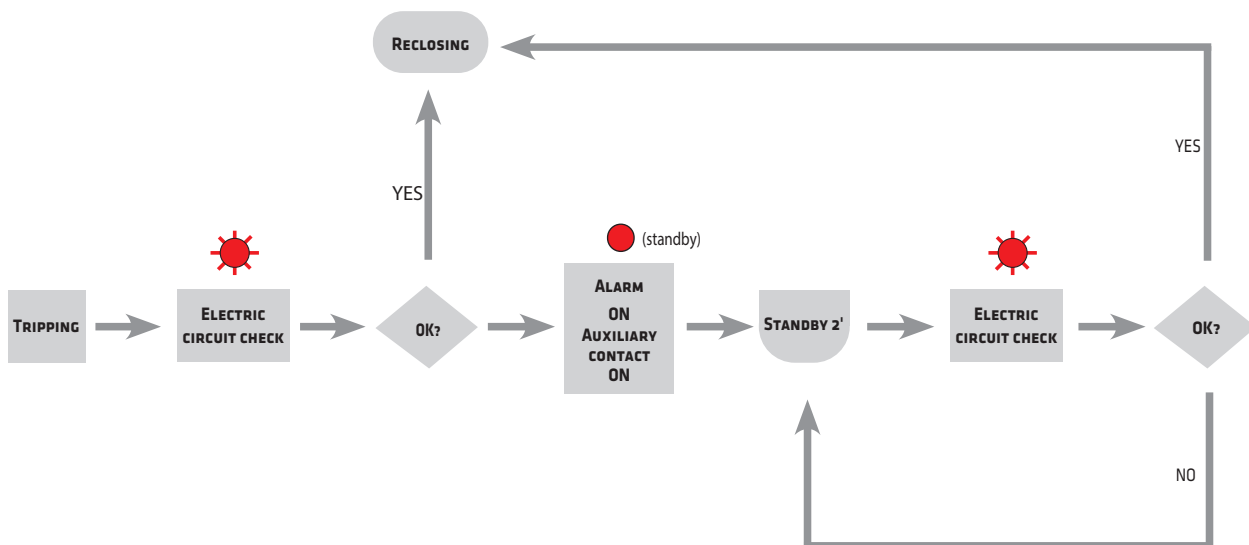 RECLOSING
YES
YES
(standby)
TRIPPING
ELECTRIC
CIRCUIT CHECK
OK?
ALARM
ON
AUXILIARY
CONTACT
ON
STANDBY 2'
ELECTRIC
CIRCUIT CHECK
OK?
NO